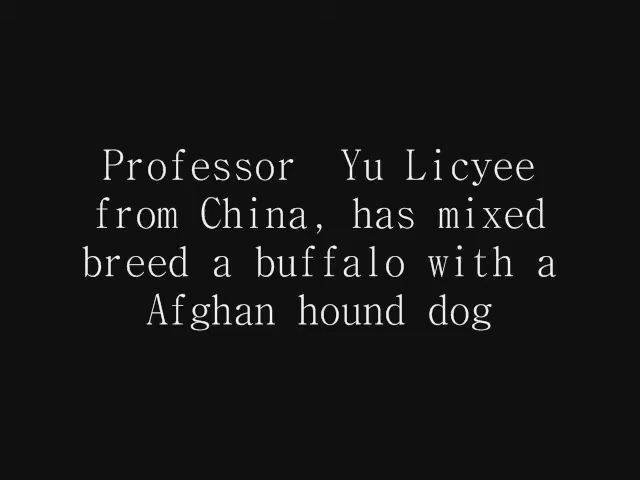 Professor  Yu Licyee
from China, has mixed
breed a buffalo with a
Afghan hound dog